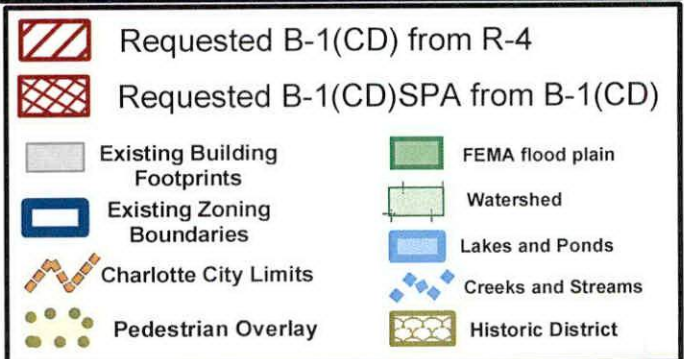 Requested B-1(CD) from R-4
Requested B-1(CD)SPA from B-1(CD)
Existing Building
Footprints
Existing Zoning
Boundaries
Charlotte City Limits
Pedestrian Overlay
FEMA flood plain
Watershed
Lakes and Ponds
Creeks and Streams
Historic District